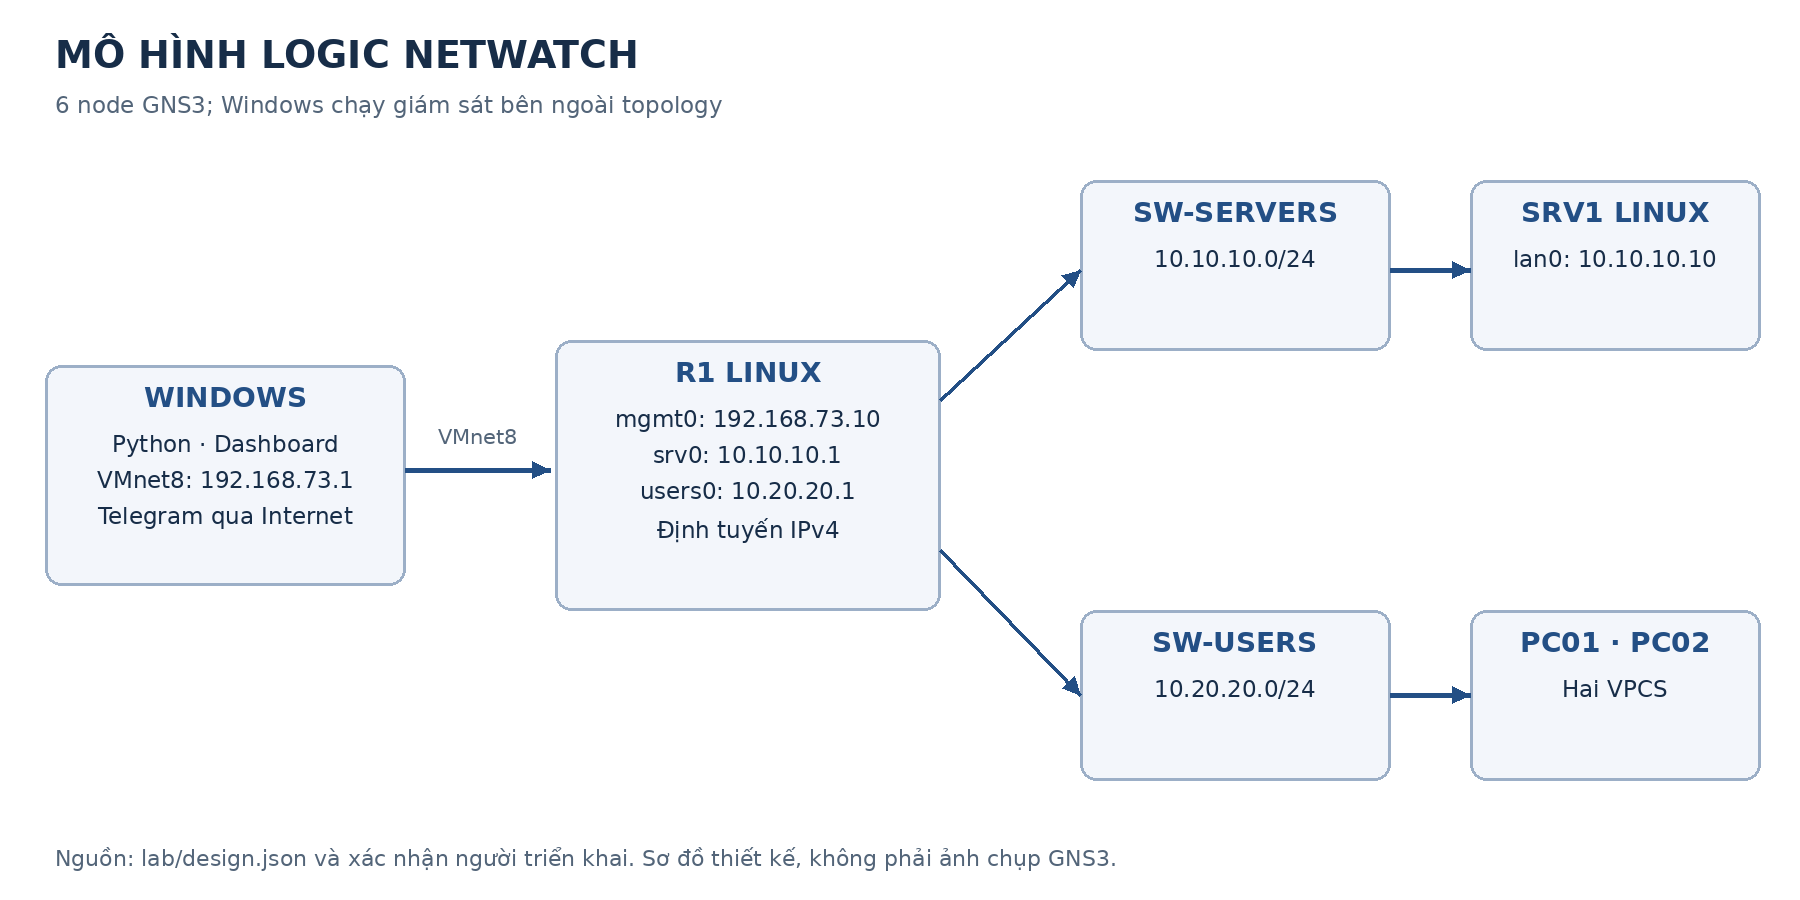 MÔ HÌNH LOGIC NETWATCH
6 node GNS3; Windows chạy giám sát bên ngoài topology
WINDOWS
Python · Dashboard
VMnet8: 192.168.73.1
Telegram qua Internet
VMnet8
R1 LINUX
mgmt0: 192.168.73.10
srv0: 10.10.10.1
users0: 10.20.20.1
Định tuyến IPv4
SW-SERVERS
10.10.10.0/24
SRV1 LINUX
lan0: 10.10.10.10
SW-USERS
10.20.20.0/24
PC01 · PC02
Hai VPCS
Nguồn: lab/design.json và xác nhận người triển khai. Sơ đồ thiết kế, không phải ảnh chụp GNS3.